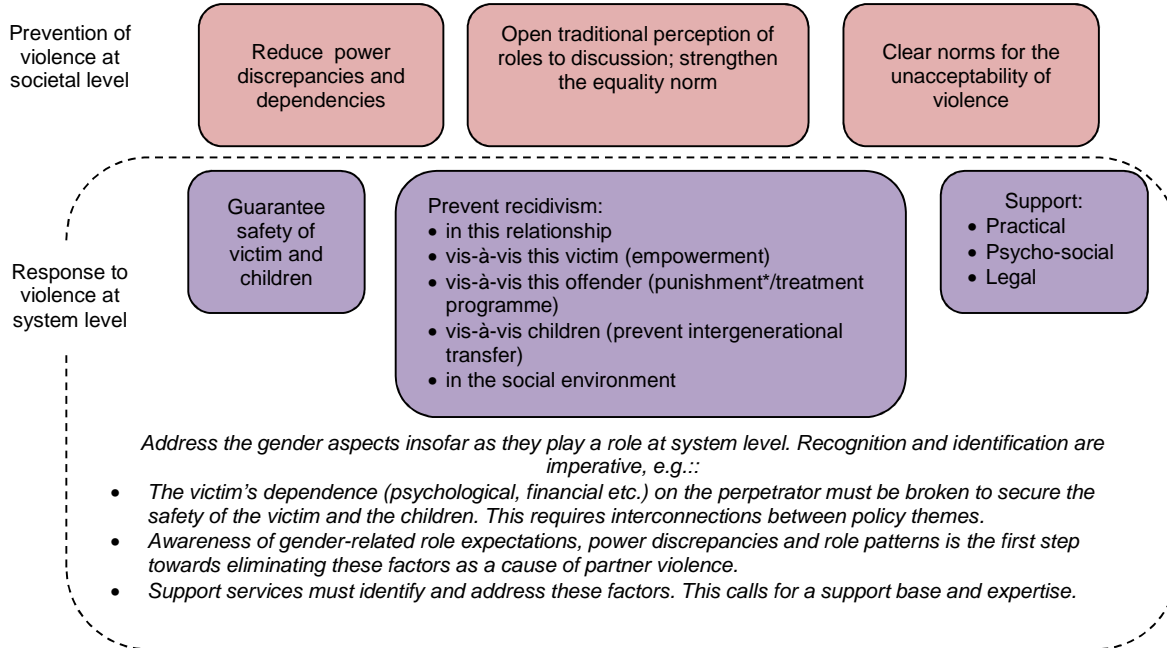 Prevention of
violence at
societal level
Reduce power
discrepancies and
dependencies
Open traditional perception of
roles to discussion; strengthen
the equality norm
Clear norms for the
unacceptability of
violence
Response to
violence at
system level
Guarantee
safety of
victim and
children
Prevent recidivism:
• in this relationship
• vis-à-vis this victim (empowerment)
• vis-à-vis this offender (punishment*/treatment
programme)
• vis-à-vis children (prevent intergenerational
transfer)
• in the social environment
Support:
• Practical
• Psycho-social
• Legal
Address the gender aspects insofar as they play a role at system level. Recognition and identification are
imperative, e.g.::
• The victim's dependence (psychological, financial etc.) on the perpetrator must be broken to secure the
safety of the victim and the children. This requires interconnections between policy themes.
• Awareness of gender-related role expectations, power discrepancies and role patterns is the first step
towards eliminating these factors as a cause of partner violence.
• Support services must identify and address these factors. This calls for a support base and expertise.